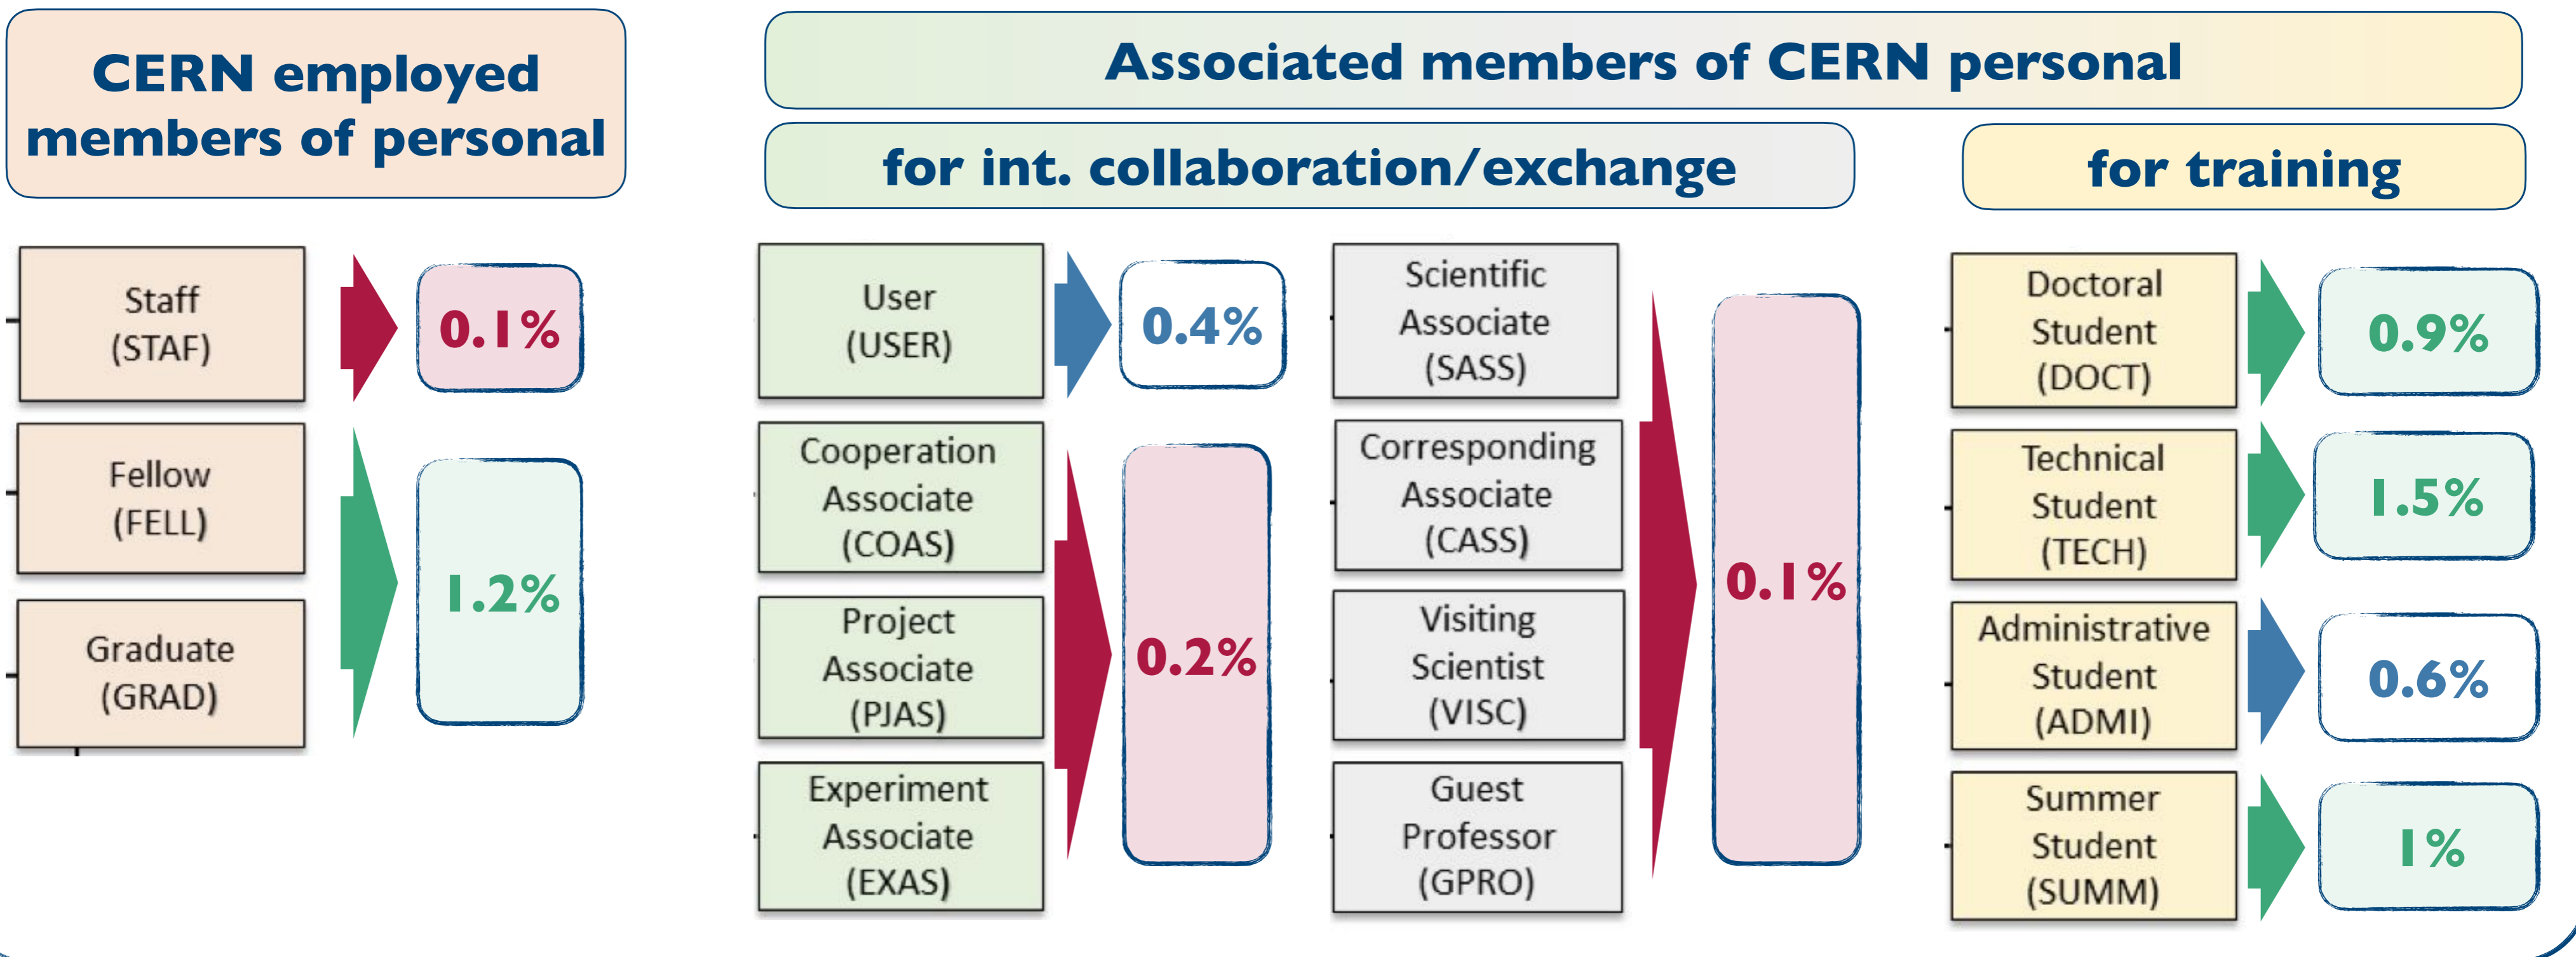 CERN employed
members of personal
Staff
(STAF)
0.1%
Fellow
(FELL)
Graduate
(GRAD)
1.2%
Associated members of CERN personal
for int. collaboration/exchange
User
(USER)
0.4%
Cooperation
Associate
(COAS)
Project
Associate
(PJAS)
Experiment
Associate
(EXAS)
0.2%
Scientific
Associate
(SASS)
Corresponding
Associate
(CASS)
Visiting
Scientist
(VISC)
Guest
Professor
(GPRO)
0.1%
for training
Doctoral
Student
(DOCT)
0.9%
Technical
Student
(TECH)
1.5%
Administrative
Student
(ADMI)
0.6%
Summer
Student
(SUMM)
1%